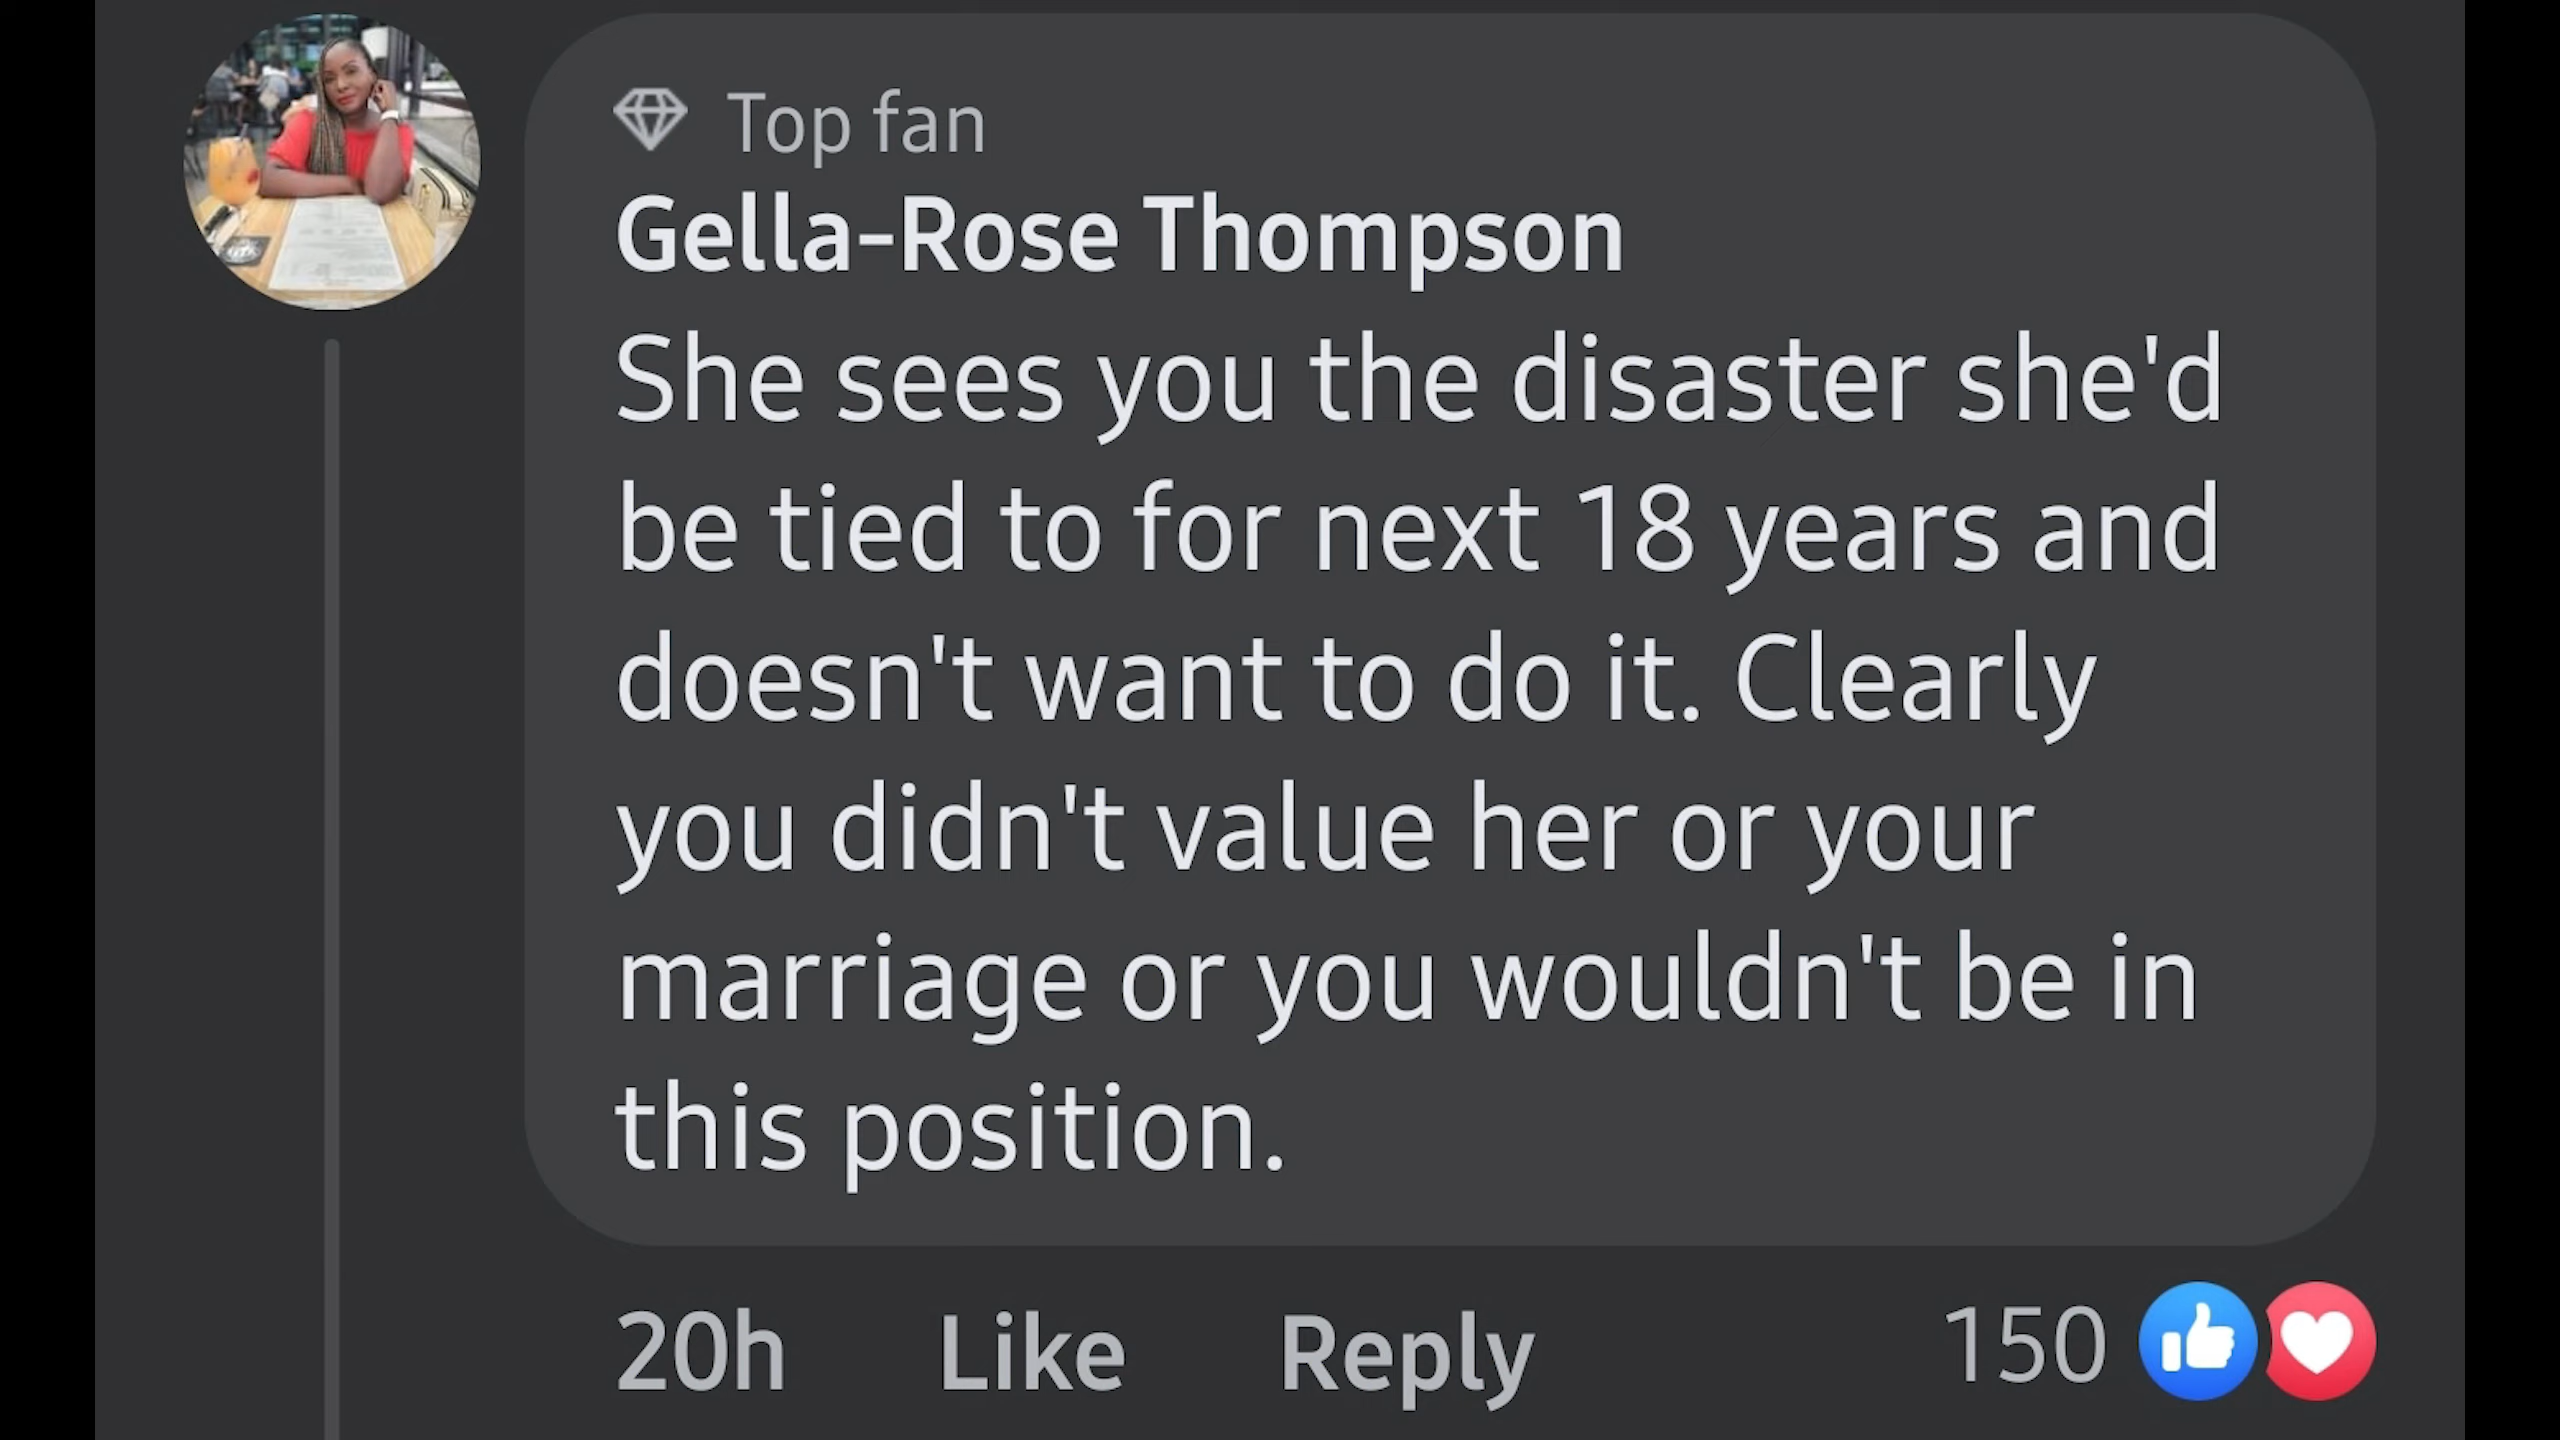 Top fan
Gella-Rose Thompson
She sees you the disaster she'd
be tied to for next 18 years and
doesn't want to do it. Clearly
you didn't value her or your
marriage or you wouldn't be in
this position.
20h Like Reply 150